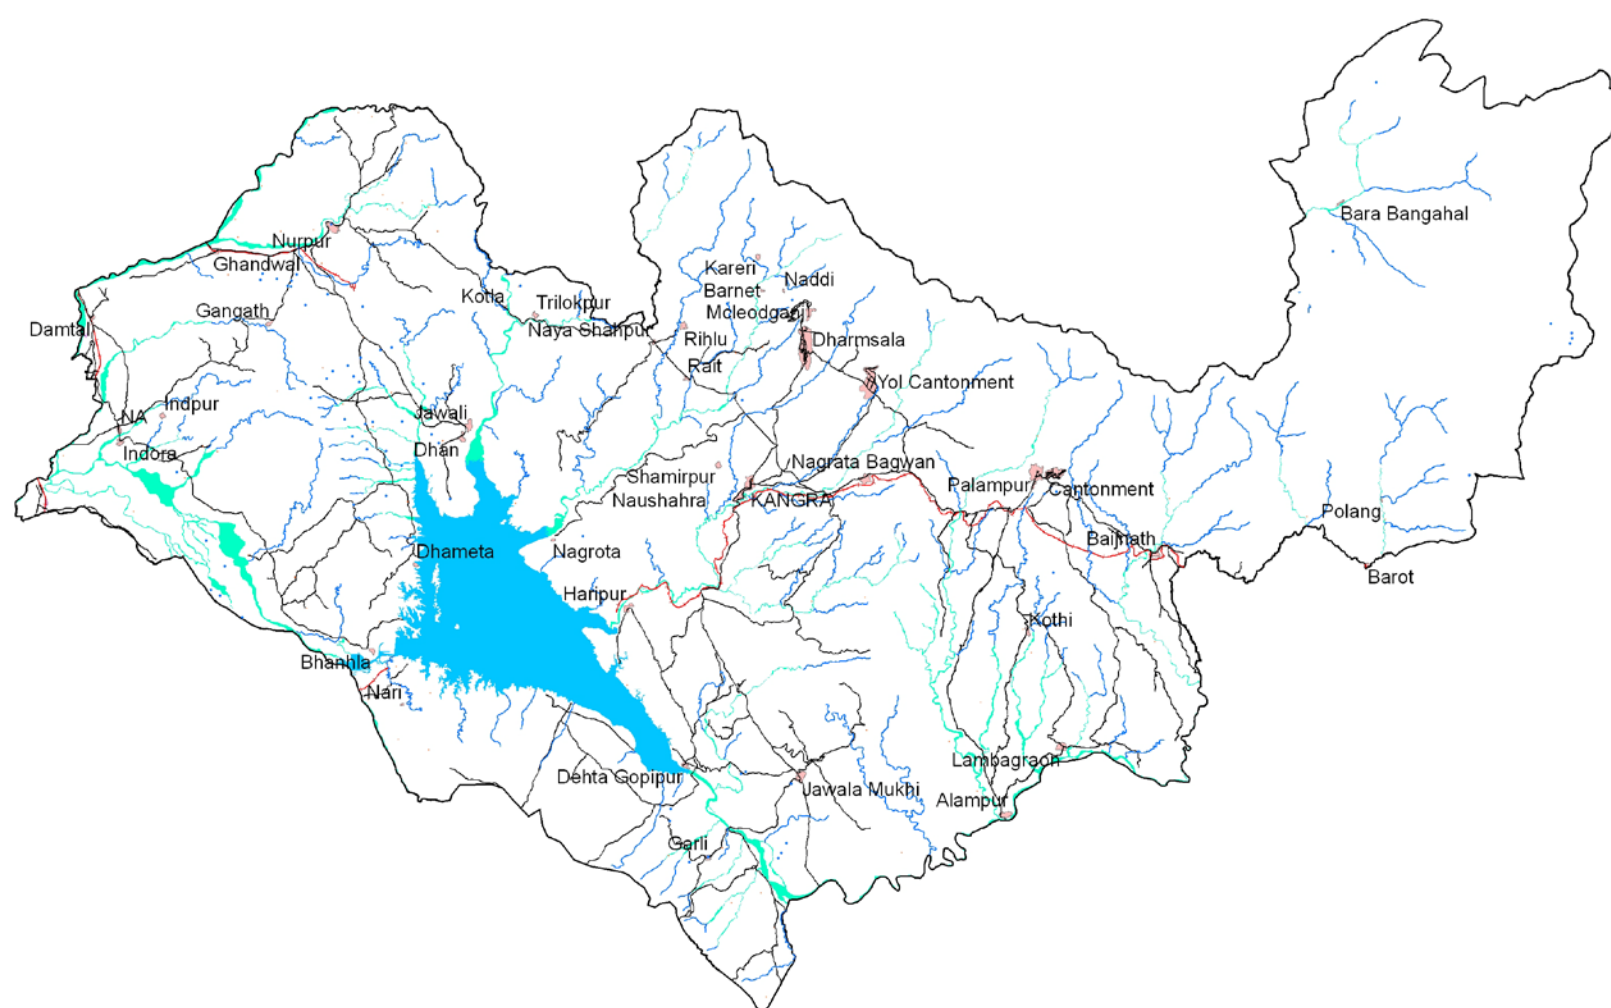 Bara Bangahal
Nurpur
Ghandwal
Kareri
Naddi
Barnet
Kotla
Trilokpur
Gangath
Mcleodganj
Damtal
Naya Shahpur
Rihlu
Dharmsala
Rait
Yol Cantonment
Indpur
NA
Jawali
Indora
Dhan
Nagrata Bagwan
Shamirpur
Palampur
Cantonment
Naushahra
KANGRA
Polang
Baijnath
Dhameta
Nagrota
Barot
Haripur
Kothi
Bhanhla
Nari
Lambagraon
Dehta Gopipur
Jawala Mukhi
Alampur
Garli